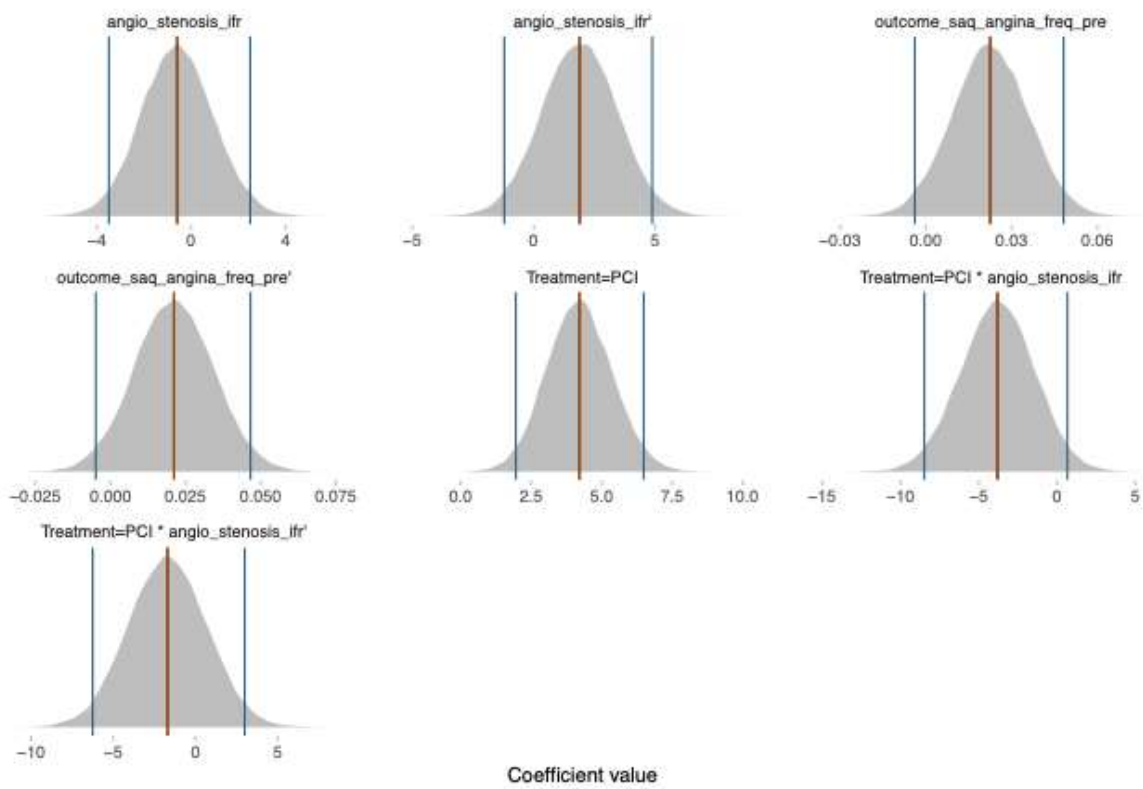 angio_stenosis_ifr angio_stenosis_ifr' outcome_saq_angina_freq_pre
−4 0 4 −5 0 5 −0.03 0.00 0.03 0.06
outcome_saq_angina_freq_pre' Treatment=PCI Treatment=PCI * angio_stenosis_ifr
−0.025 0.000 0.025 0.050 0.075 0.0 2.5 5.0 7.5 10.0 −15 −10 −5 0 5
Treatment=PCI * angio_stenosis_ifr'
−10 −5 0 5
Coefficient value